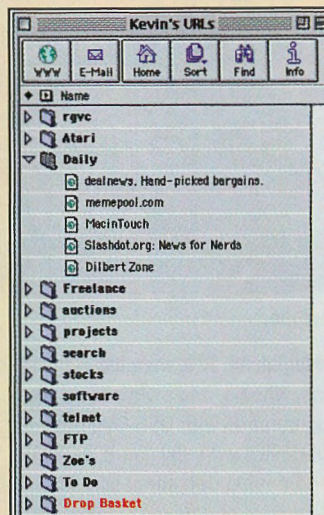 Kevin's URLs
WWW E-Mail Home Sort Find Info
Name
rgvc
Atari
Daily
dealnews. Hand-picked bargains.
memepool.com
MacinTouch
Slashdot.org: News for Nerds
Dilbert Zone
Freelance
auctions
projects
search
stocks
software
telnet
FTP
Zoe's
To Do
Drop Basket